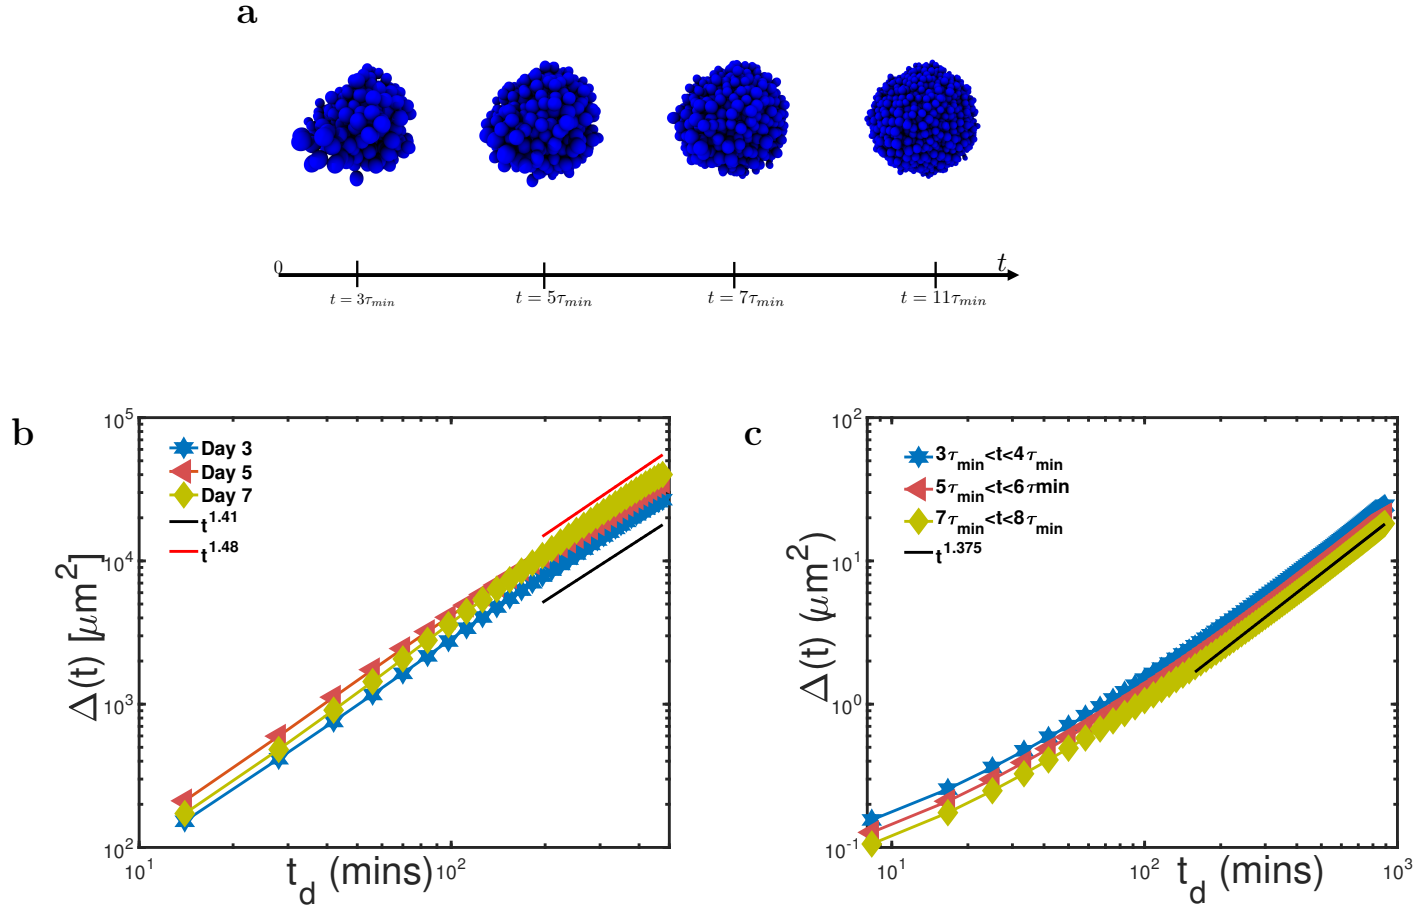 a
0
t
t = 3τ_min
t = 5τ_min
t = 7τ_min
t = 11τ_min
b
10^5
10^4
10^3
10^2
Δ(t) [μm^2]
Day 3
Day 5
Day 7
t^1.41
t^1.48
10^1
10^2
t_d (mins)
c
10^2
10^1
10^0
10^-1
Δ(t) (μm^2)
3τ_min<t<4τ_min
5τ_min<t<6τmin
7τ_min<t<8τ_min
t^1.375
10^1
10^2
10^3
t_d (mins)